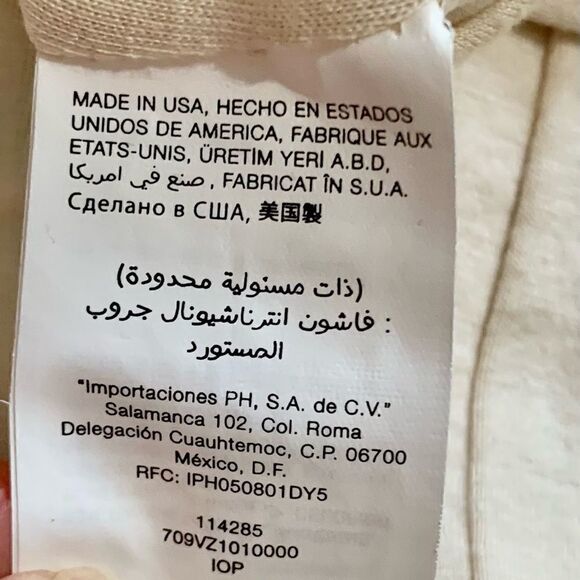 MADE IN USA, HECHO EN ESTADOS
UNIDOS DE AMERICA, FABRIQUE AUX
ETATS-UNIS, ÜRETİM YERİ A.B.D,
صنع في امريكا , FABRICAT ÎN S.U.A.
Сделано в США, 美国製
(ذات مسئولية محدودة)
فاشون انترناشيونال جروب :
المستورد
"Importaciones PH, S.A. de C.V."
Salamanca 102, Col. Roma
Delegación Cuauhtemoc, C.P. 06700
México, D.F.
RFC: IPH050801DY5
114285
709VZ1010000
IOP